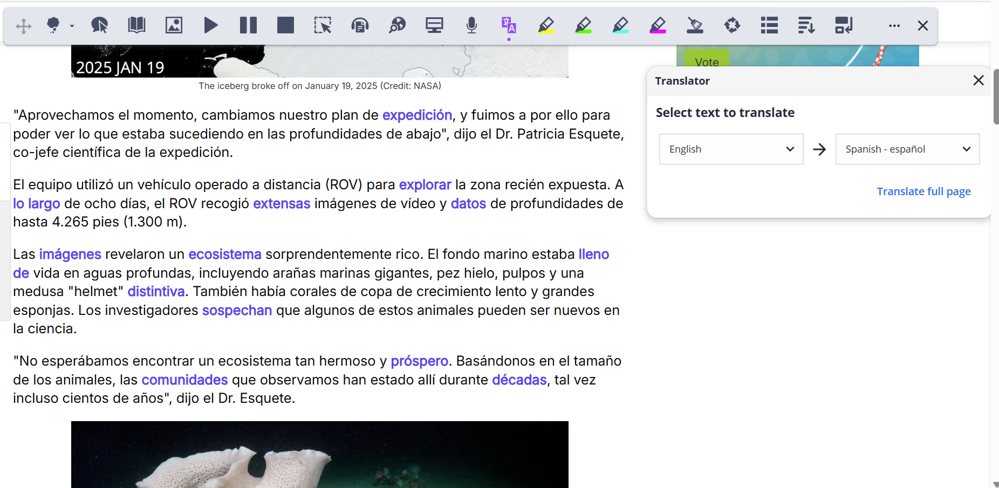 2025 JAN 19
Vote
The iceberg broke off on January 19, 2025 (Credit: NASA)
"Aprovechamos el momento, cambiamos nuestro plan de expedición, y fuimos a por ello para
poder ver lo que estaba sucediendo en las profundidades de abajo", dijo el Dr. Patricia Esquete,
co-jefe científica de la expedición.
El equipo utilizó un vehículo operado a distancia (ROV) para explorar la zona recién expuesta. A
lo largo de ocho días, el ROV recogió extensas imágenes de vídeo y datos de profundidades de
hasta 4.265 pies (1.300 m).
Las imágenes revelaron un ecosistema sorprendentemente rico. El fondo marino estaba lleno
de vida en aguas profundas, incluyendo arañas marinas gigantes, pez hielo, pulpos y una
medusa "helmet" distintiva. También había corales de copa de crecimiento lento y grandes
esponjas. Los investigadores sospechan que algunos de estos animales pueden ser nuevos en
la ciencia.
"No esperábamos encontrar un ecosistema tan hermoso y próspero. Basándonos en el tamaño
de los animales, las comunidades que observamos han estado allí durante décadas, tal vez
incluso cientos de años", dijo el Dr. Esquete.
Translator
Select text to translate
English
Spanish - español
Translate full page